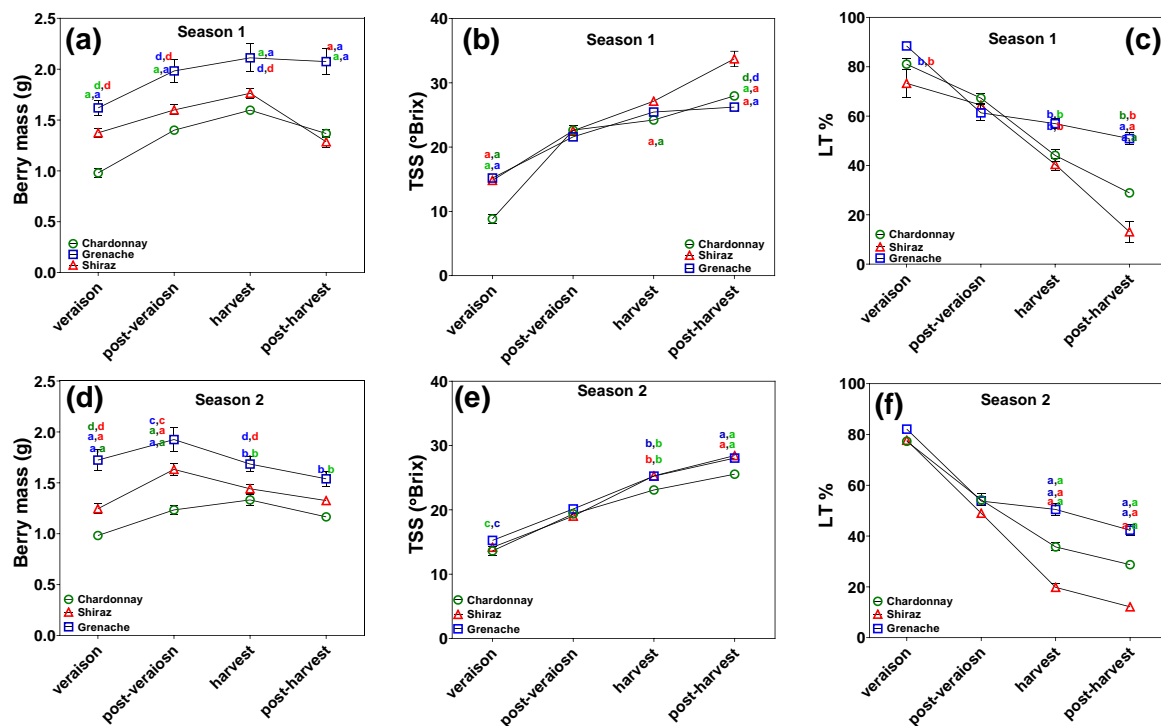 (a)
Season 1
Berry mass (g)
2.5
2.0
1.5
1.0
0.5
0.0
d,d
a,a
d,d
a,a
a,a
d,d
a,a
a,a
Chardonnay
Grenache
Shiraz
veraison
post-veraiosn
harvest
post-harvest
(b)
Season 1
TSS (ºBrix)
40
30
20
10
0
a,a
a,a
a,a
d,d
a,a
a,a
Chardonnay
Shiraz
Grenache
veraison
post-veraiosn
harvest
post-harvest
(c)
Season 1
LT %
100
80
60
40
20
0
b,b
b,b
b,b
b,b
a,a
a,a
Chardonnay
Shiraz
Grenache
veraison
post-veraiosn
harvest
post-harvest
(d)
Season 2
Berry mass (g)
2.5
2.0
1.5
1.0
0.5
0.0
d,d
a,a
a,a
c,c
a,a
a,a
d,d
b,b
b,b
Chardonnay
Shiraz
Grenache
veraison
post-veraiosn
harvest
post-harvest
(e)
Season 2
TSS (ºBrix)
40
30
20
10
0
c,c
b,b
b,b
a,a
a,a
Chardonnay
Shiraz
Grenache
veraison
post-veraiosn
harvest
post-harvest
(f)
Season 2
LT %
100
80
60
40
20
0
a,a
a,a
a,a
a,a
a,a
a,a
Chardonnay
Shiraz
Grenache
veraison
post-veraiosn
harvest
post-harvest